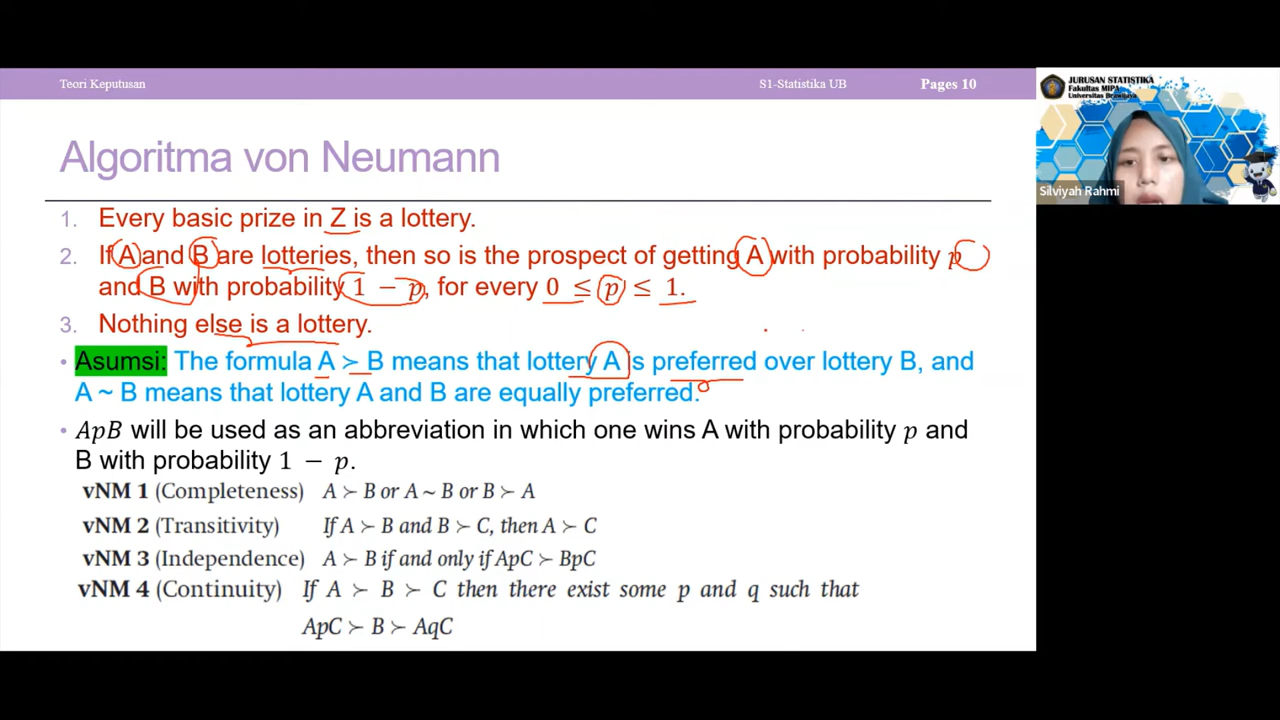 Teori Keputusan
S1-Statistika UB
Pages 10
JURUSAN STATISTIKA
Fakultas MIPA
Universitas Brawijaya
Silviyah Rahmi
Algoritma von Neumann
1. Every basic prize in Z is a lottery.
2. If A and B are lotteries, then so is the prospect of getting A with probability p
and B with probability 1 − p, for every 0 ≤ p ≤ 1.
3. Nothing else is a lottery.
• Asumsi: The formula A ≻ B means that lottery A is preferred over lottery B, and
A ~ B means that lottery A and B are equally preferred.
• ApB will be used as an abbreviation in which one wins A with probability p and
B with probability 1 − p.
vNM 1 (Completeness) A ≻ B or A ~ B or B ≻ A
vNM 2 (Transitivity) If A ≻ B and B ≻ C, then A ≻ C
vNM 3 (Independence) A ≻ B if and only if ApC ≻ BpC
vNM 4 (Continuity) If A ≻ B ≻ C then there exist some p and q such that
ApC ≻ B ≻ AqC